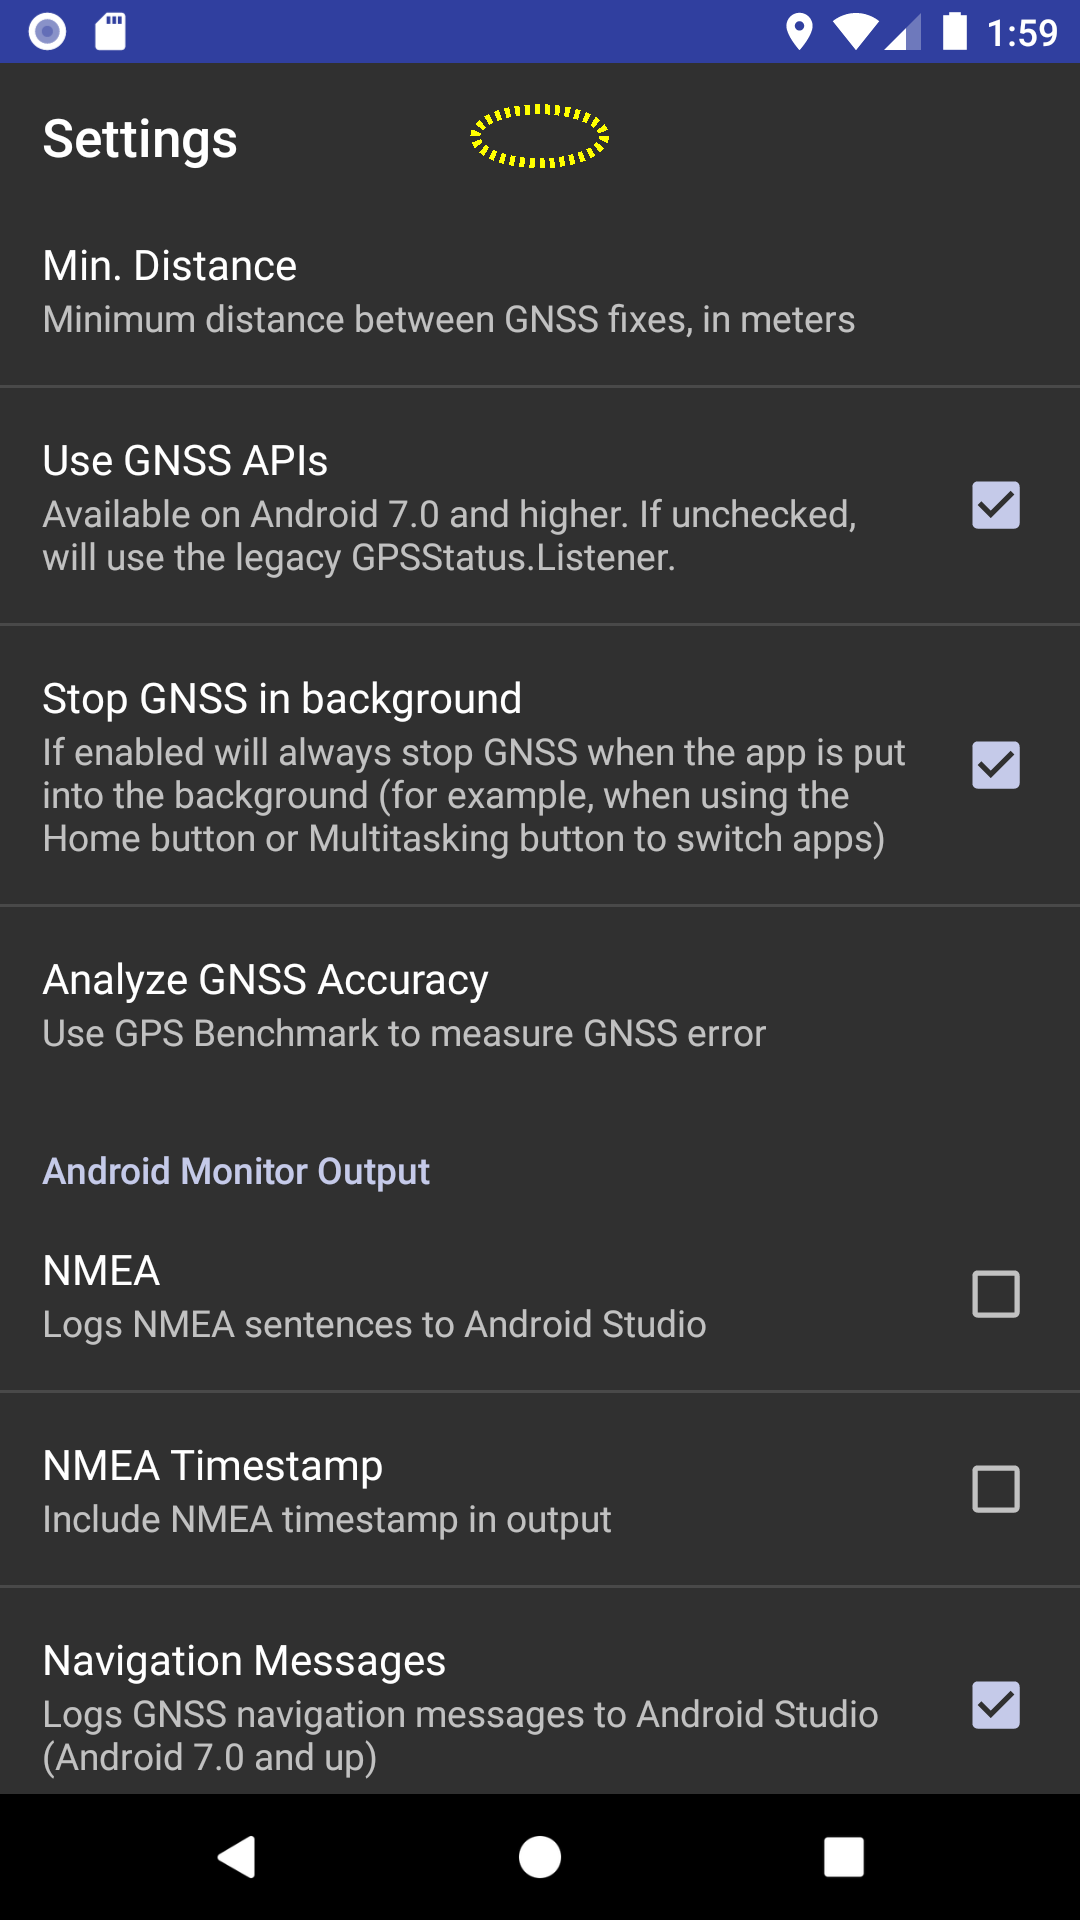 1:59
Settings
Min. Distance
Minimum distance between GNSS fixes, in meters
Use GNSS APIs
Available on Android 7.0 and higher. If unchecked,
will use the legacy GPSStatus.Listener.
Stop GNSS in background
If enabled will always stop GNSS when the app is put
into the background (for example, when using the
Home button or Multitasking button to switch apps)
Analyze GNSS Accuracy
Use GPS Benchmark to measure GNSS error
Android Monitor Output
NMEA
Logs NMEA sentences to Android Studio
NMEA Timestamp
Include NMEA timestamp in output
Navigation Messages
Logs GNSS navigation messages to Android Studio
(Android 7.0 and up)